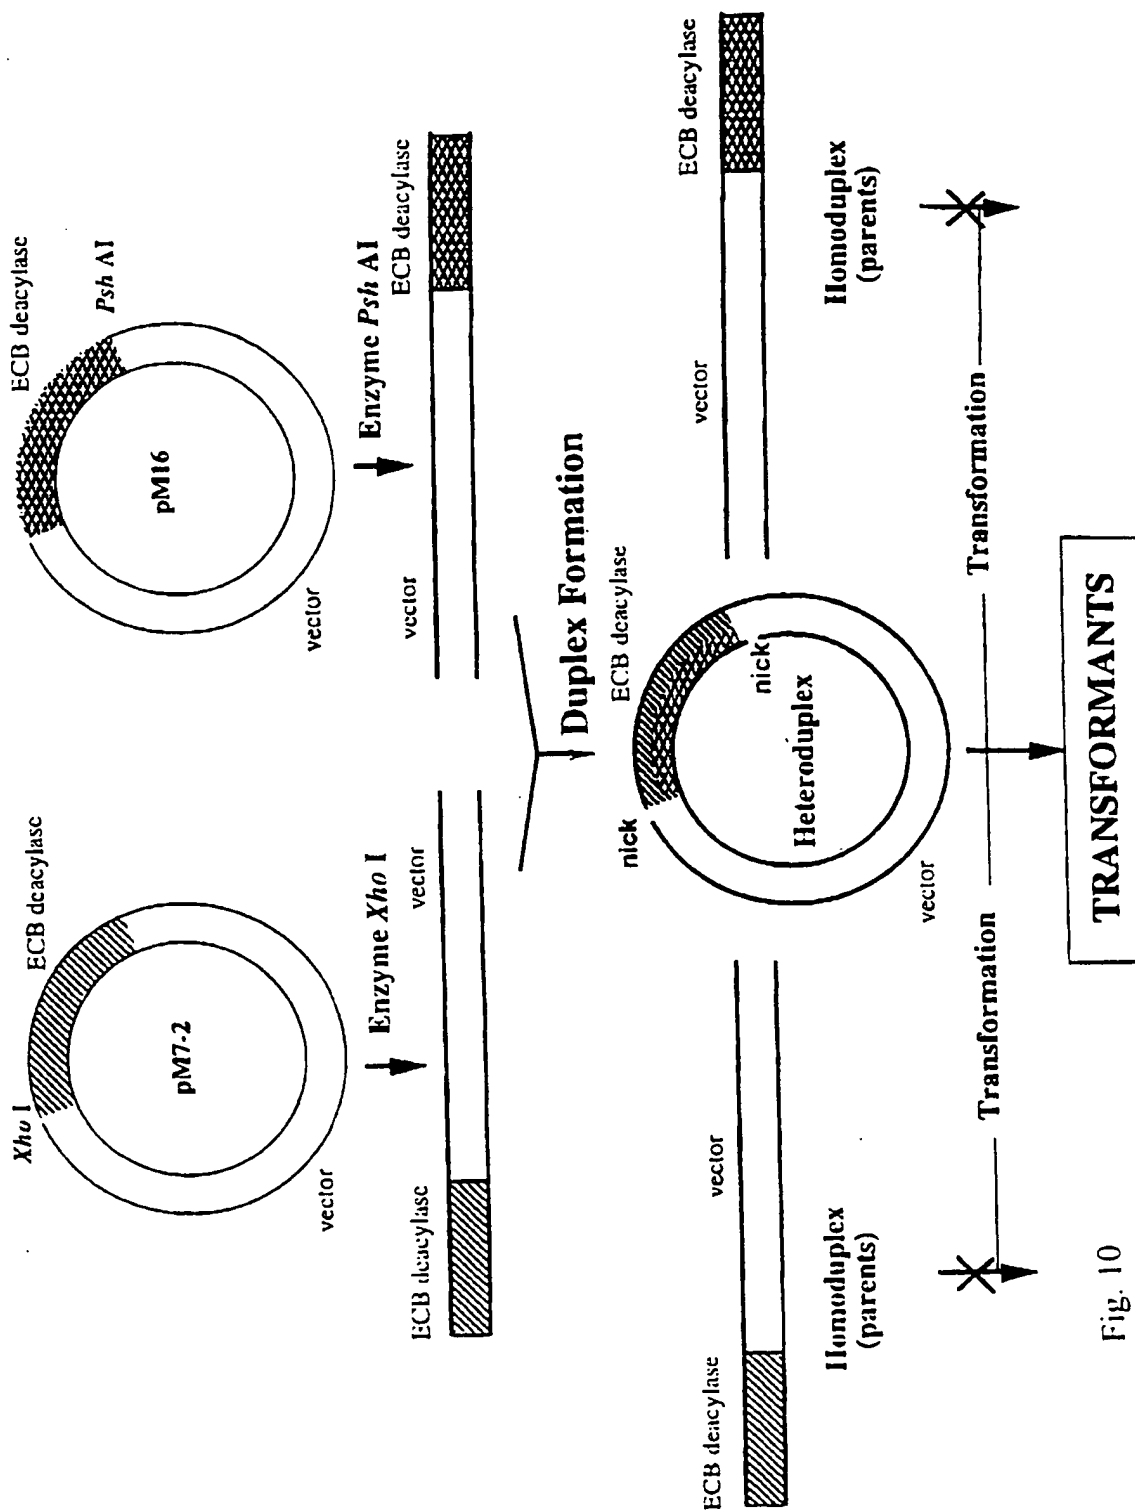 ECB deacylase
Xho I
pM7-2
vector
ECB deacylase
Psh AI
pM16
vector
Enzyme Xho I
Enzyme Psh AI
ECB deacylase
vector
vector
ECB deacylase
Duplex Formation
ECB deacylase
vector
Homoduplex
(parents)
ECB deacylase
nick
nick
Heteroduplex
vector
vector
ECB deacylase
Homoduplex
(parents)
Transformation
Transformation
TRANSFORMANTS
Fig. 10